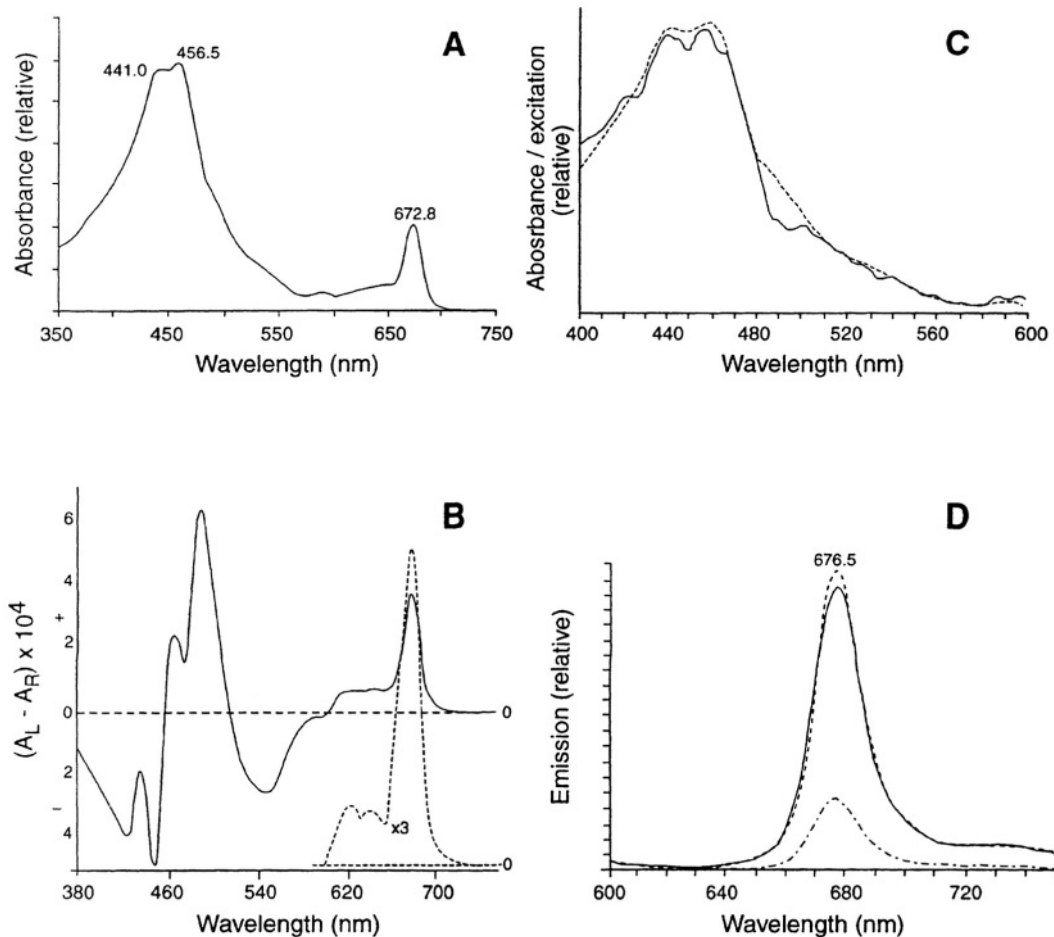 A
441.0
456.5
672.8
Absorbance (relative)
350 450 550 650 750
Wavelength (nm)
C
Abosrbance / excitation
(relative)
400 440 480 520 560 600
Wavelength (nm)
B
6
4
+
2
0
2
−
4
(A_L - A_R) x 10^4
0
x3
0
380 460 540 620 700
Wavelength (nm)
D
676.5
Emission (relative)
600 640 680 720
Wavelength (nm)